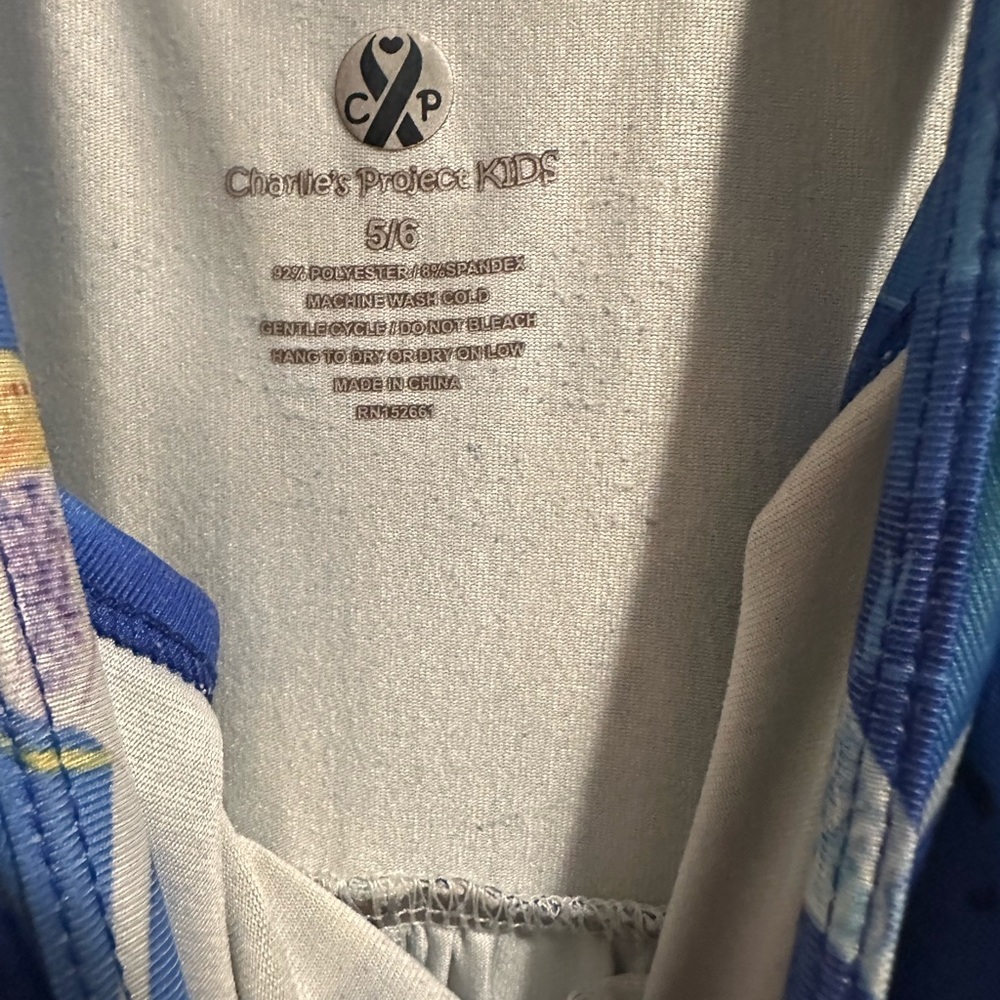 C P
Charlie's Project KIDS
5/6
92% POLYESTER / 8% SPANDEX
MACHINE WASH COLD
GENTLE CYCLE / DO NOT BLEACH
HANG TO DRY OR DRY ON LOW
MADE IN CHINA
RN152661